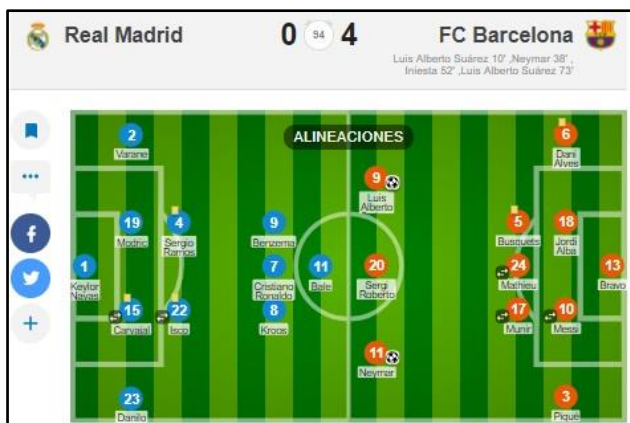 Real Madrid
0
94
4
FC Barcelona
Luis Alberto Suárez 10' ,Neymar 38' ,
Iniesta 52' ,Luis Alberto Suárez 73'
ALINEACIONES
2
Varane
6
Dani
Alves
9
Luis
Alberto
19
Modric
4
Sergio
Ramos
9
Benzema
5
Busquets
18
Jordi
Alba
1
Keylor
Navas
7
Cristiano
Ronaldo
11
Bale
20
Sergi
Roberto
24
Mathieu
13
Bravo
15
Carvajal
22
Isco
8
Kroos
17
Munir
10
Messi
11
Neymar
23
Danilo
3
Pique